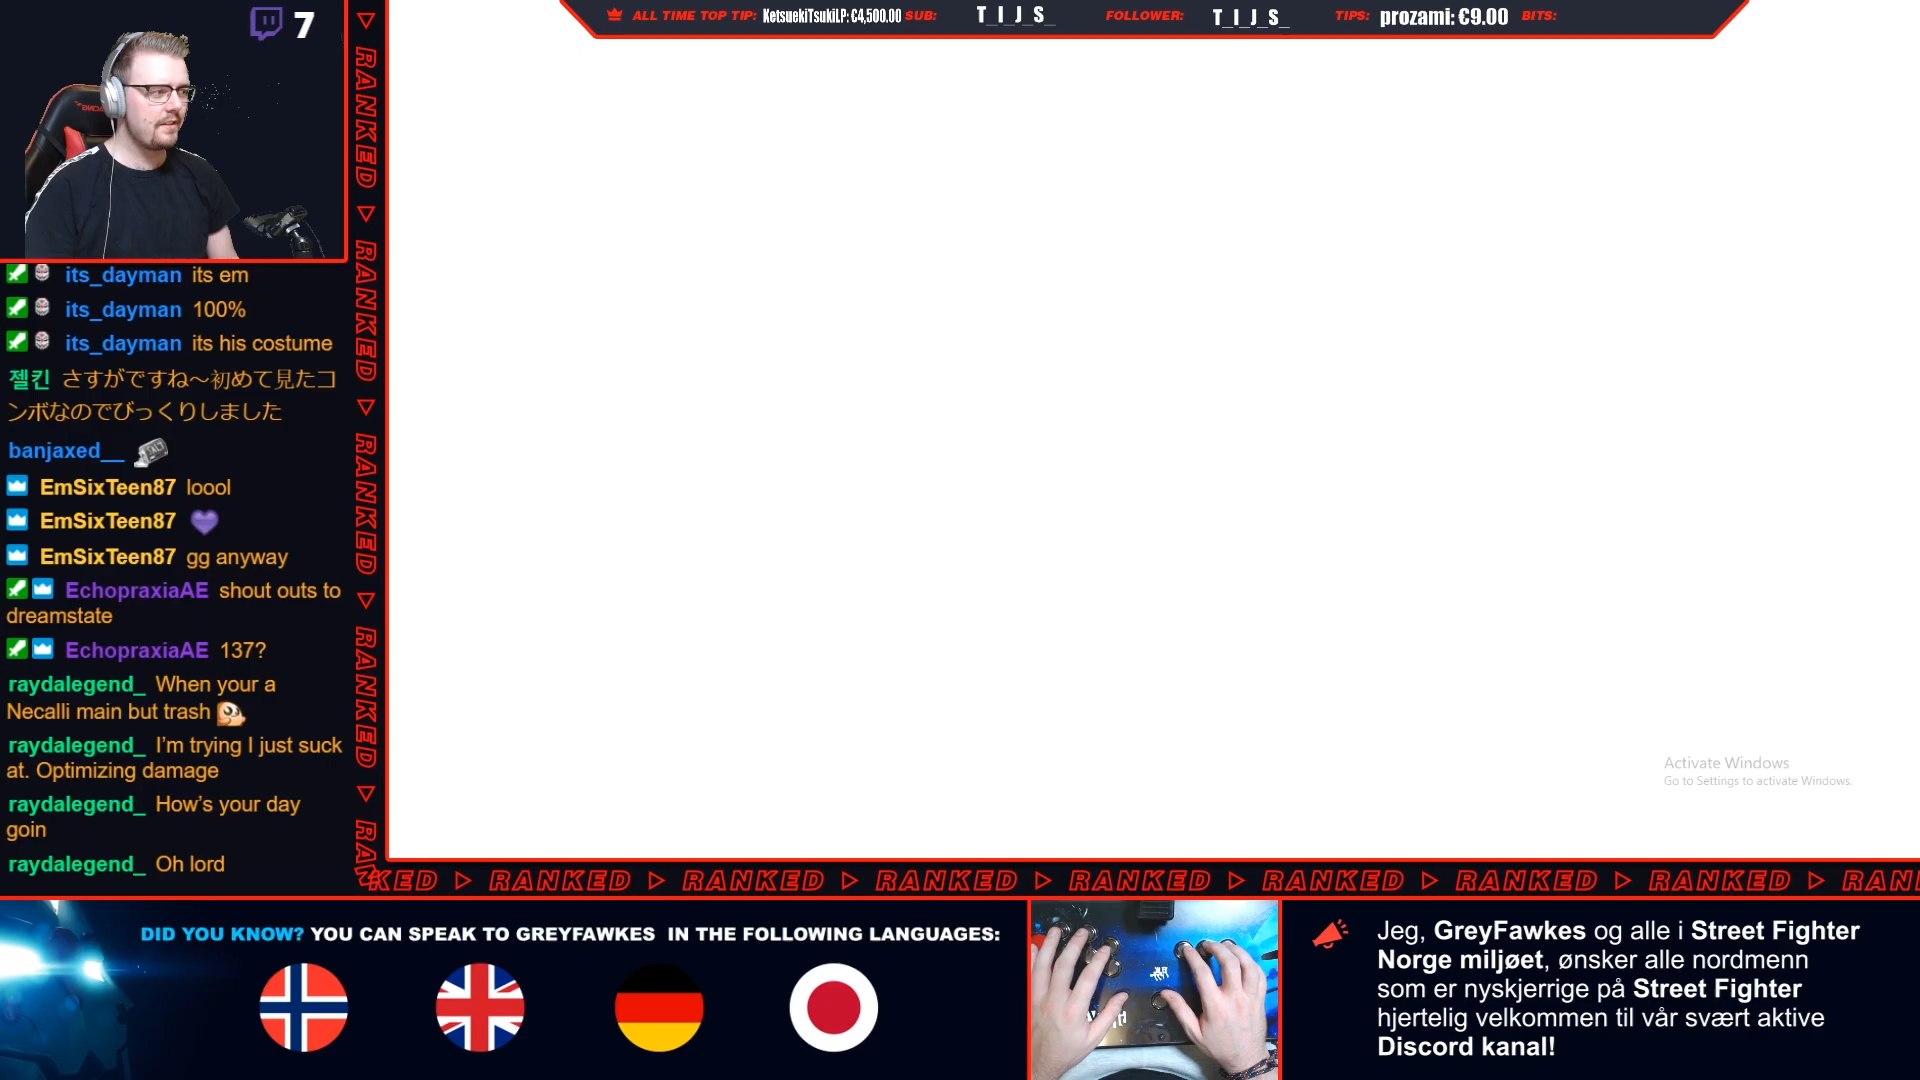 7
ALL TIME TOP TIP: KetsuekiTsukiLP: €4,500.00 SUB: T_I_J_S_ FOLLOWER: T_I_J_S_ TIPS: prozami: €9.00 BITS:
its_dayman its em
its_dayman 100%
its_dayman its his costume
젤킨 さすがですね～初めて見たコ
ンボなのでびっくりしました
banjaxed__
EmSixTeen87 loool
EmSixTeen87
EmSixTeen87 gg anyway
EchopraxiaAE shout outs to
dreamstate
EchopraxiaAE 137?
raydalegend_ When your a
Necalli main but trash
raydalegend_ I’m trying I just suck
at. Optimizing damage
raydalegend_ How’s your day
goin
raydalegend_ Oh lord
RANKED
RANKED
RANKED
RANKED
RAN
Activate Windows
Go to Settings to activate Windows.
KED RANKED RANKED RANKED RANKED RANKED RANKED RANKED RAN
DID YOU KNOW? YOU CAN SPEAK TO GREYFAWKES IN THE FOLLOWING LANGUAGES:
Jeg, GreyFawkes og alle i Street Fighter
Norge miljøet, ønsker alle nordmenn
som er nyskjerrige på Street Fighter
hjertelig velkommen til vår svært aktive
Discord kanal!